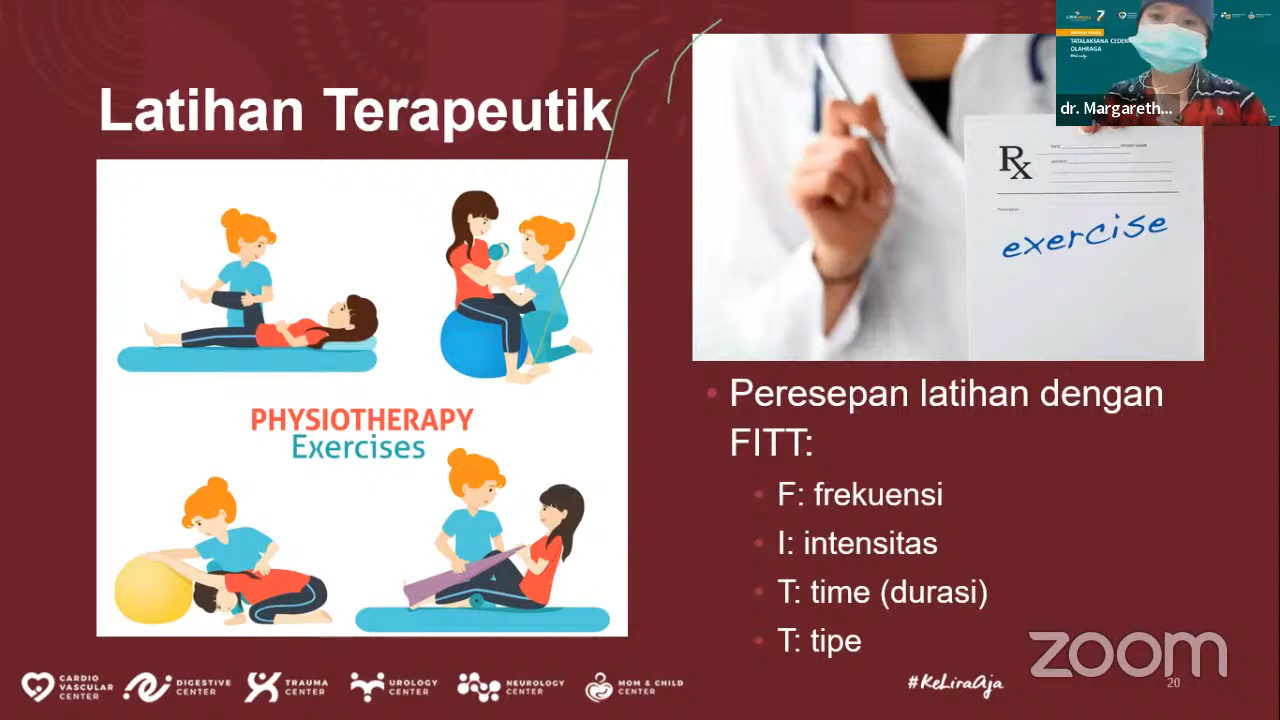 Latihan Terapeutik
PHYSIOTHERAPY
Exercises
Rx
exercise
TATALAKSANA CEDERA
OLAHRAGA
dr. Margareth...
Peresepan latihan dengan
FITT:
F: frekuensi
I: intensitas
T: time (durasi)
T: tipe
CARDIO
VASCULAR
CENTER
DIGESTIVE
CENTER
TRAUMA
CENTER
UROLOGY
CENTER
NEUROLOGY
CENTER
MOM & CHILD
CENTER
#KeLiraAja
zoom
20